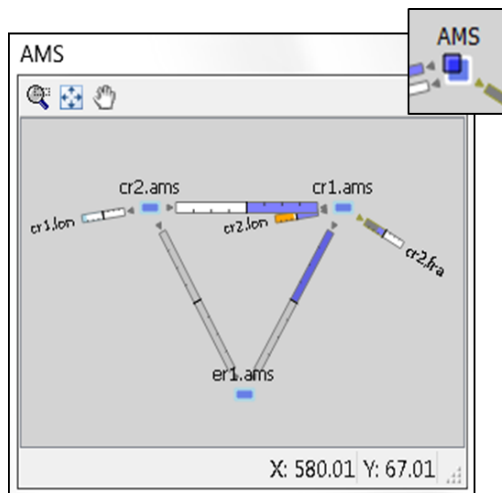 AMS
AMS
cr2.ams
cr1.ams
cr1.lon
cr2.lon
cr2.fra
er1.ams
X: 580.01 Y: 67.01